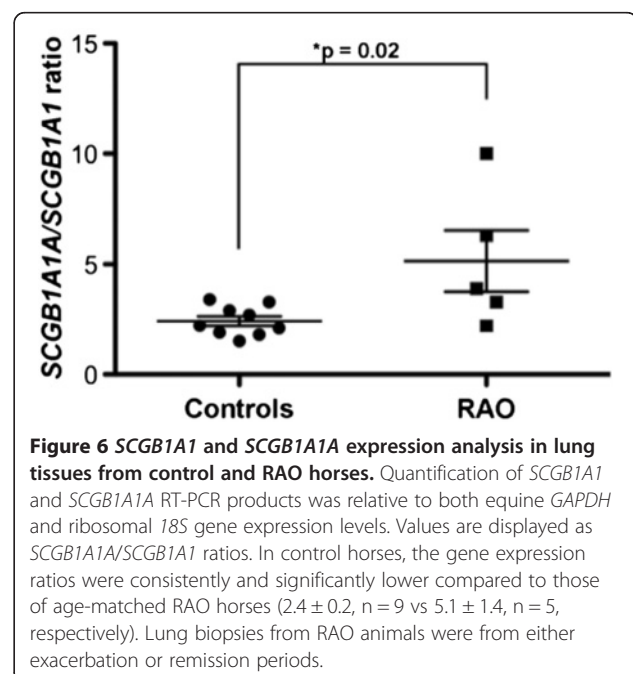 15
*p = 0.02
10
5
0
SCGB1A1A/SCGB1A1 ratio
Controls
RAO
Figure 6 SCGB1A1 and SCGB1A1A expression analysis in lung
tissues from control and RAO horses. Quantification of SCGB1A1
and SCGB1A1A RT-PCR products was relative to both equine GAPDH
and ribosomal 18S gene expression levels. Values are displayed as
SCGB1A1A/SCGB1A1 ratios. In control horses, the gene expression
ratios were consistently and significantly lower compared to those
of age-matched RAO horses (2.4 ± 0.2, n = 9 vs 5.1 ± 1.4, n = 5,
respectively). Lung biopsies from RAO animals were from either
exacerbation or remission periods.